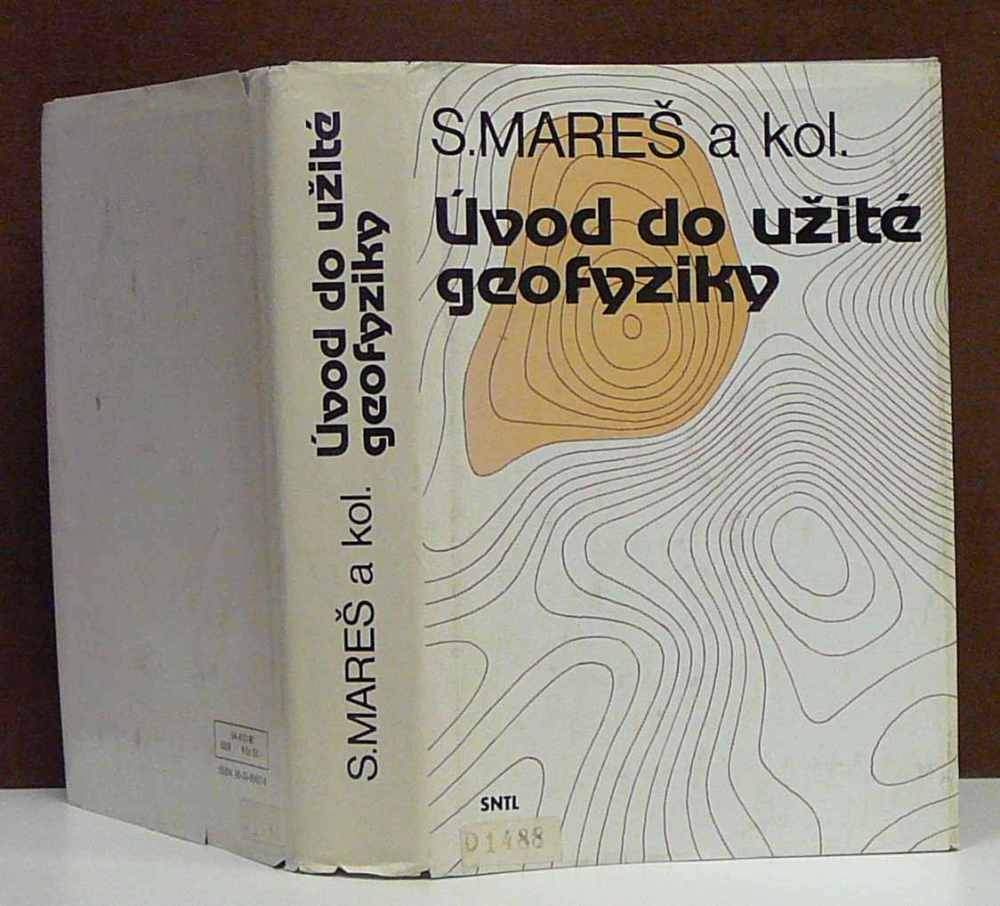 S.MAREŠ a kol.
Úvod do užité
geofyziky
SNTL
01488
S.MAREŠ a kol.
Úvod do užité
geofyziky